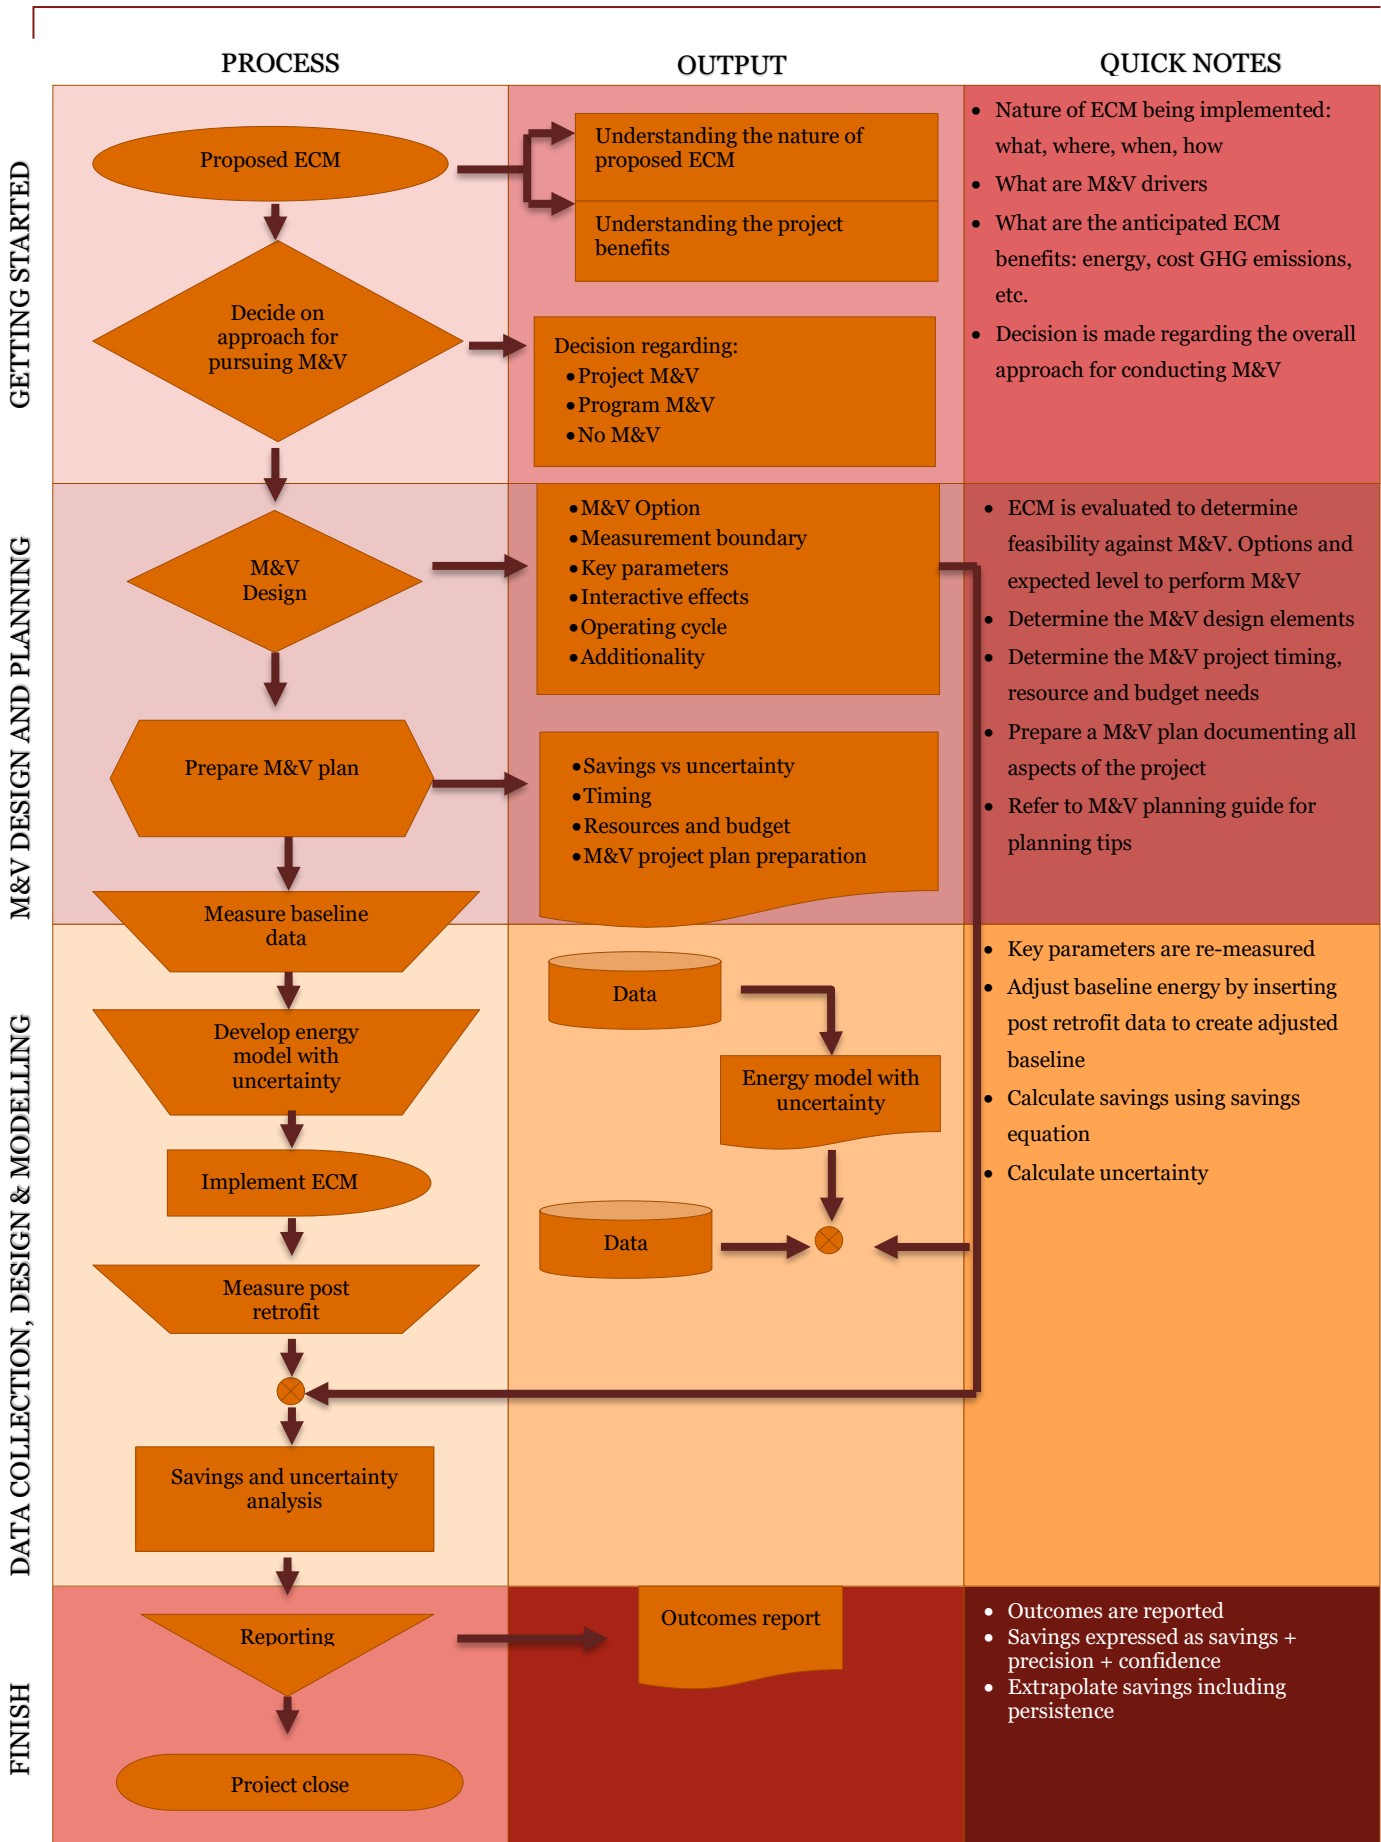 PROCESS
OUTPUT
QUICK NOTES
GETTING STARTED
Proposed ECM
Decide on
approach for
pursuing M&V
Understanding the nature of
proposed ECM
Understanding the project
benefits
Decision regarding:
• Project M&V
• Program M&V
• No M&V
• Nature of ECM being implemented:
what, where, when, how
• What are M&V drivers
• What are the anticipated ECM
benefits: energy, cost GHG emissions,
etc.
• Decision is made regarding the overall
approach for conducting M&V
M&V DESIGN AND PLANNING
M&V
Design
Prepare M&V plan
Measure baseline
data
• M&V Option
• Measurement boundary
• Key parameters
• Interactive effects
• Operating cycle
• Additionality
• Savings vs uncertainty
• Timing
• Resources and budget
• M&V project plan preparation
• ECM is evaluated to determine
feasibility against M&V. Options and
expected level to perform M&V
• Determine the M&V design elements
• Determine the M&V project timing,
resource and budget needs
• Prepare a M&V plan documenting all
aspects of the project
• Refer to M&V planning guide for
planning tips
DATA COLLECTION, DESIGN & MODELLING
Develop energy
model with
uncertainty
Implement ECM
Measure post
retrofit
Savings and uncertainty
analysis
Data
Energy model with
uncertainty
Data
• Key parameters are re-measured
• Adjust baseline energy by inserting
post retrofit data to create adjusted
baseline
• Calculate savings using savings
equation
• Calculate uncertainty
FINISH
Reporting
Project close
Outcomes report
• Outcomes are reported
• Savings expressed as savings +
precision + confidence
• Extrapolate savings including
persistence